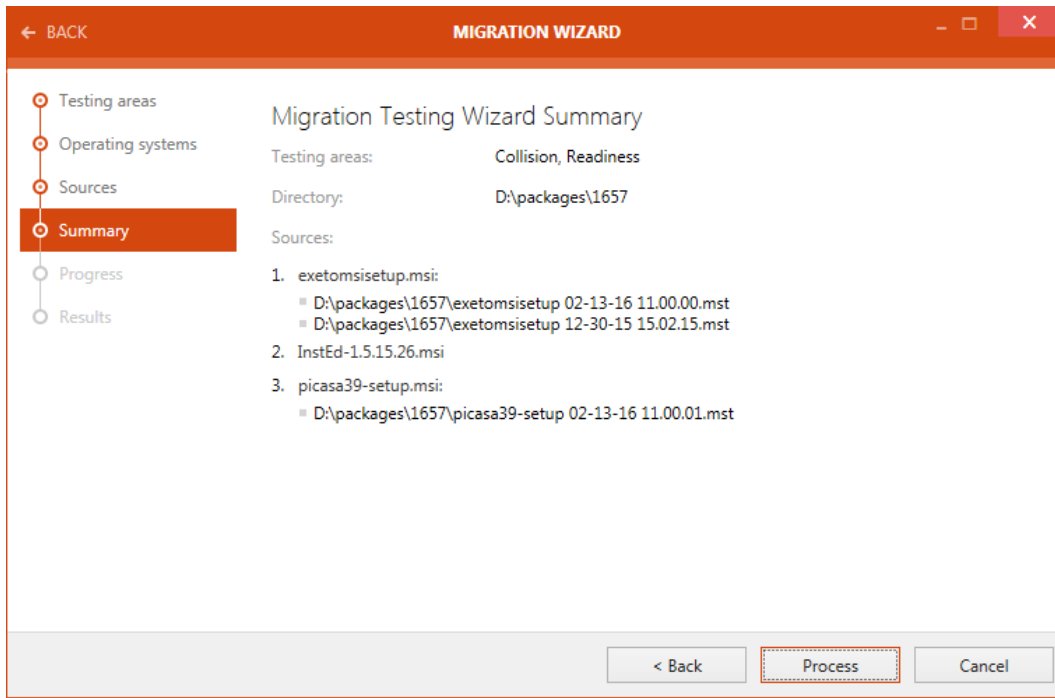 BACK
MIGRATION WIZARD
Testing areas
Operating systems
Sources
Summary
Progress
Results
Migration Testing Wizard Summary
Testing areas: Collision, Readiness
Directory: D:\packages\1657
Sources:
1. exetomsisetup.msi:
D:\packages\1657\exetomsisetup 02-13-16 11.00.00.mst
D:\packages\1657\exetomsisetup 12-30-15 15.02.15.mst
2. InstEd-1.5.15.26.msi
3. picasa39-setup.msi:
D:\packages\1657\picasa39-setup 02-13-16 11.00.01.mst
< Back Process Cancel